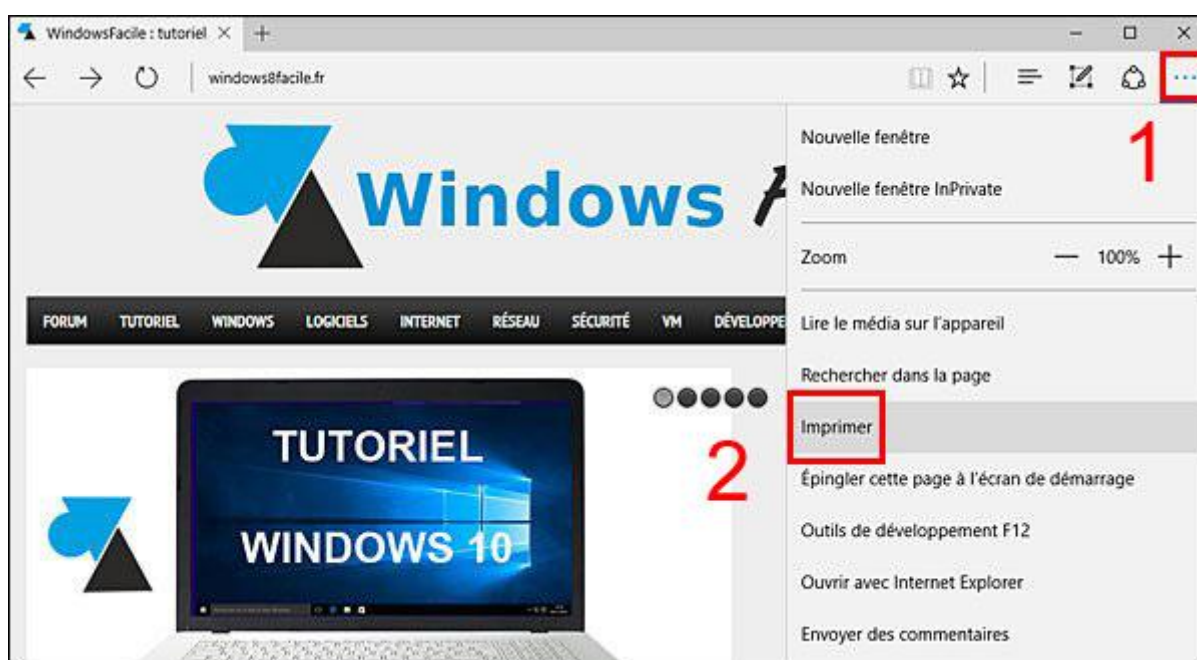 WindowsFacile : tutoriel
windows8facile.fr
1
Nouvelle fenêtre
Nouvelle fenêtre InPrivate
Windows
Zoom
100%
FORUM TUTORIEL WINDOWS LOGICIELS INTERNET RÉSEAU SÉCURITÉ VM DÉVELOPPE
Lire le média sur l'appareil
Rechercher dans la page
Imprimer
2
TUTORIEL
WINDOWS 10
Épingler cette page à l'écran de démarrage
Outils de développement F12
Ouvrir avec Internet Explorer
Envoyer des commentaires